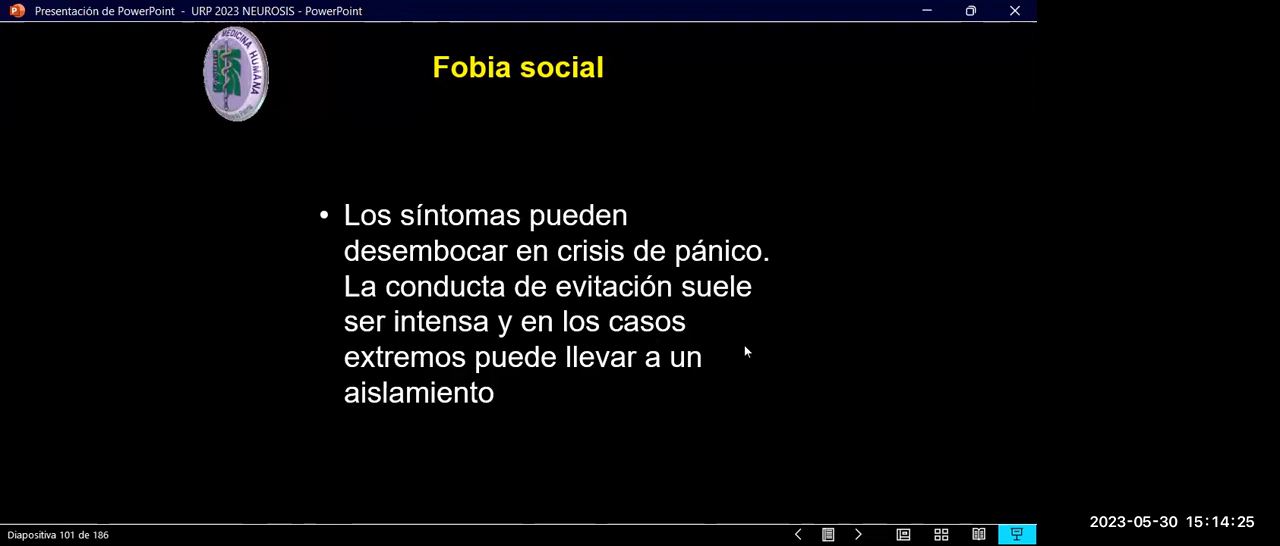 Presentación de PowerPoint - URP 2023 NEUROSIS - PowerPoint
MEDICINA HUMANA
Fobia social
• Los síntomas pueden
desembocar en crisis de pánico.
La conducta de evitación suele
ser intensa y en los casos
extremos puede llevar a un
aislamiento
2023-05-30 15:14:25
Diapositiva 101 de 186